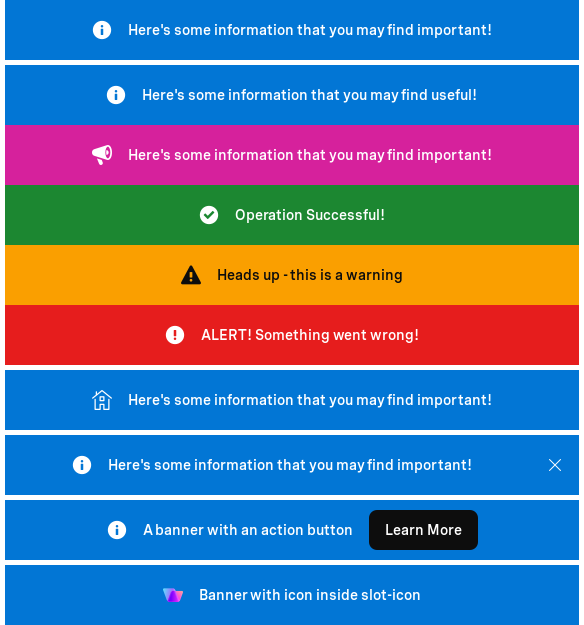 Here's some information that you may find important!
Here's some information that you may find useful!
Here's some information that you may find important!
Operation Successful!
Heads up - this is a warning
ALERT! Something went wrong!
Here's some information that you may find important!
Here's some information that you may find important!
A banner with an action button Learn More
Banner with icon inside slot-icon